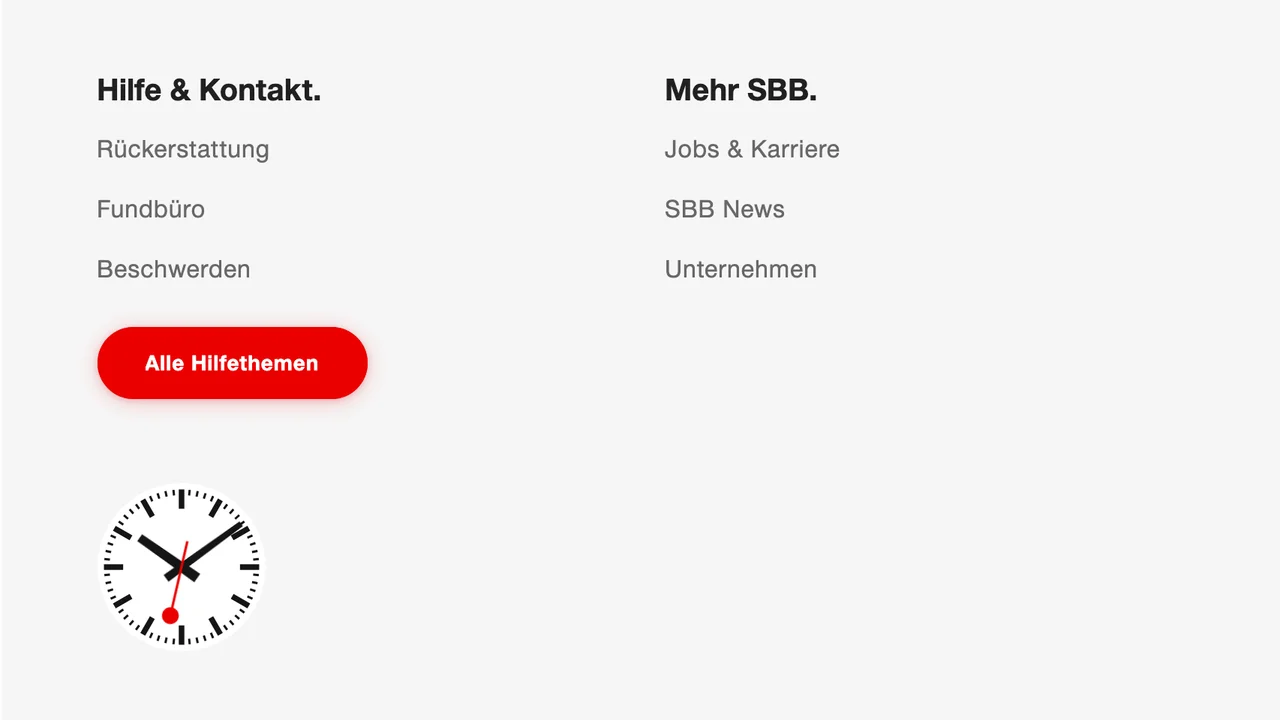 Hilfe & Kontakt.
Rückerstattung
Fundbüro
Beschwerden
Alle Hilfethemen
Mehr SBB.
Jobs & Karriere
SBB News
Unternehmen